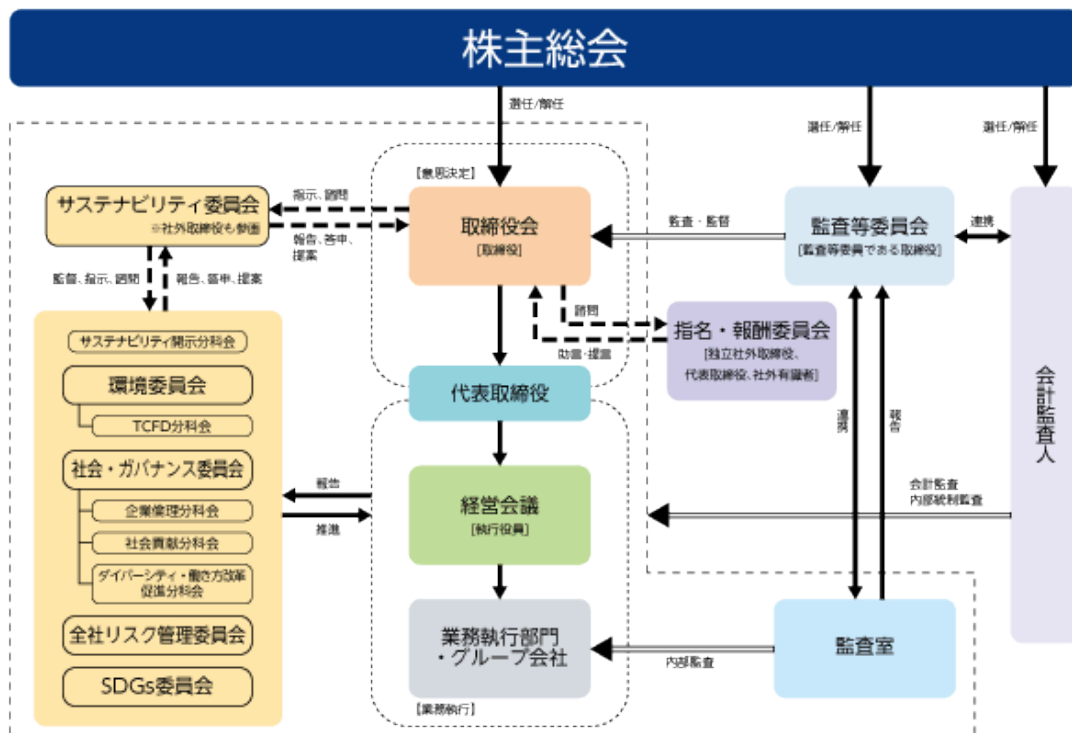 株主総会
選任/解任
選任/解任
選任/解任
【意思決定】
サステナビリティ委員会
※社外取締役も参画
指示、諮問
報告、答申、
提案
取締役会
[取締役]
監査・監督
監査等委員会
[監査等委員である取締役]
連携
会計監査人
監督、指示、諮問
報告、答申、提案
諮問
助言・提言
指名・報酬委員会
[独立社外取締役、
代表取締役、社外有識者]
サステナビリティ開示分科会
環境委員会
TCFD分科会
社会・ガバナンス委員会
企業倫理分科会
社会貢献分科会
ダイバーシティ・働き方改革
促進分科会
全社リスク管理委員会
SDGs委員会
代表取締役
報告
推進
経営会議
[執行役員]
連携
報告
会計監査
内部統制監査
業務執行部門
・グループ会社
内部監査
監査室
【業務執行】